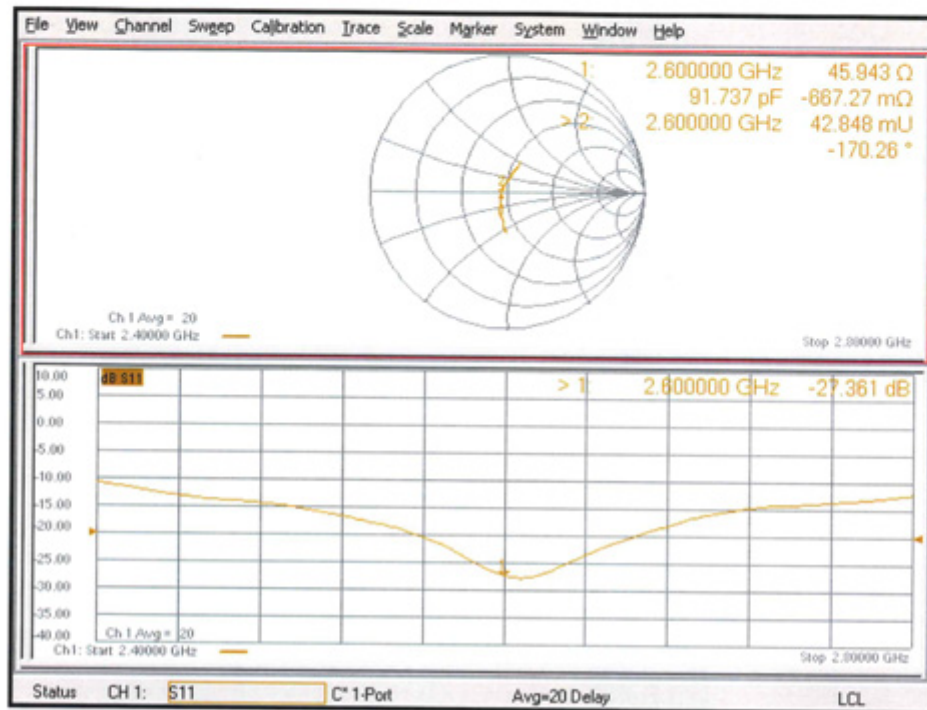 File View Channel Sweep Calibration Trace Scale Marker System Window Help
1: 2.600000 GHz 45.943 Ω
91.737 pF -667.27 mΩ
> 2: 2.600000 GHz 42.848 mU
-170.26 °
Ch 1 Avg = 20
Ch1: Start 2.40000 GHz
Stop 2.80000 GHz
10.00
dB S11
> 1: 2.600000 GHz -27.361 dB
5.00
0.00
-5.00
-10.00
-15.00
-20.00
-25.00
1
-30.00
-35.00
-40.00
Ch 1 Avg = 20
Ch1: Start 2.40000 GHz
Stop 2.80000 GHz
Status CH 1: S11 C* 1-Port Avg=20 Delay LCL